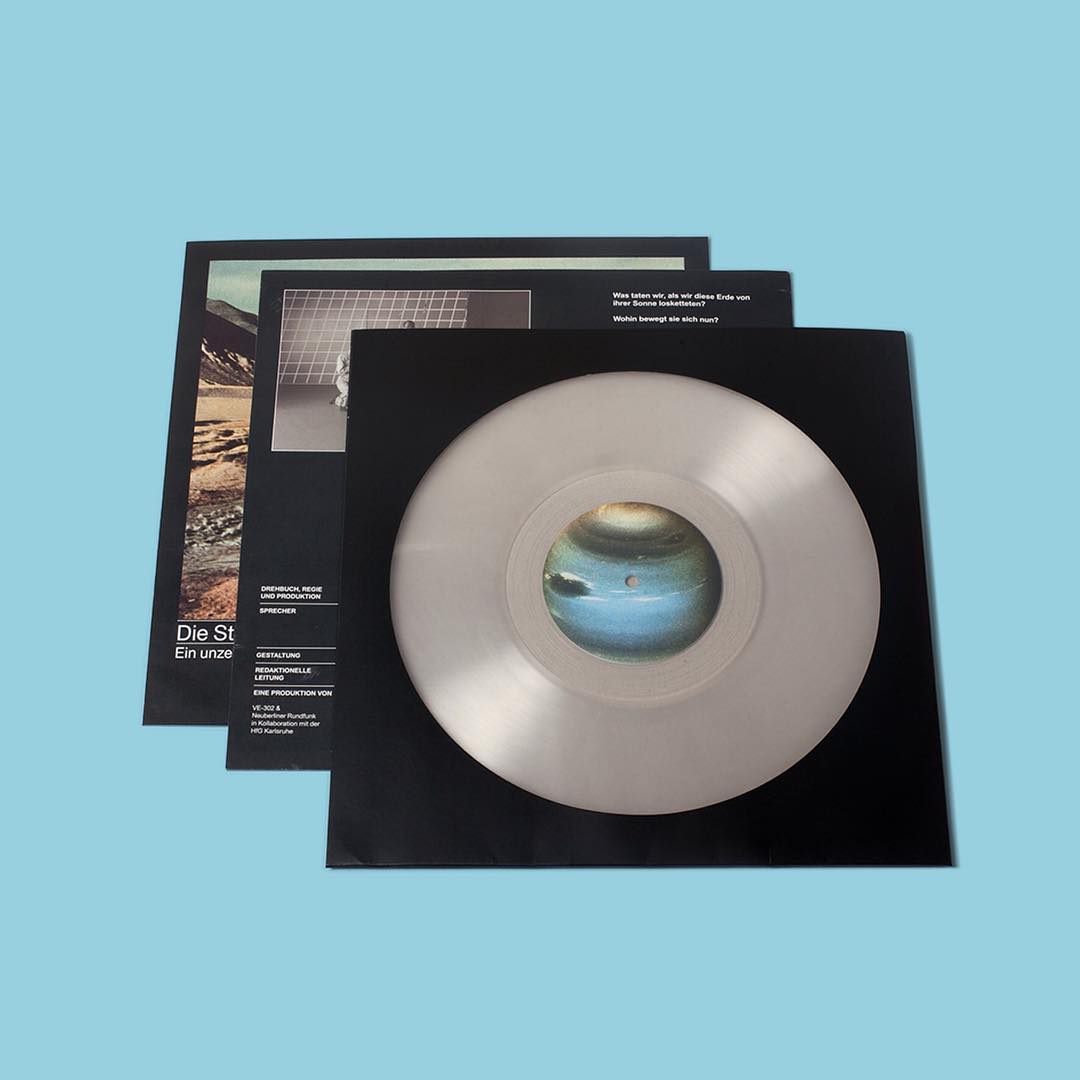 Was taten wir, als wir diese Erde von
ihrer Sonne losketteten?
Wohin bewegt sie sich nun?
DREHBUCH, REGIE
UND PRODUKTION
SPRECHER
GESTALTUNG
REDAKTIONELLE
LEITUNG
EINE PRODUKTION VON
VE-302 &
Neuberliner Rundfunk
in Kollaboration mit der
HfG Karlsruhe
Die St
Ein unze